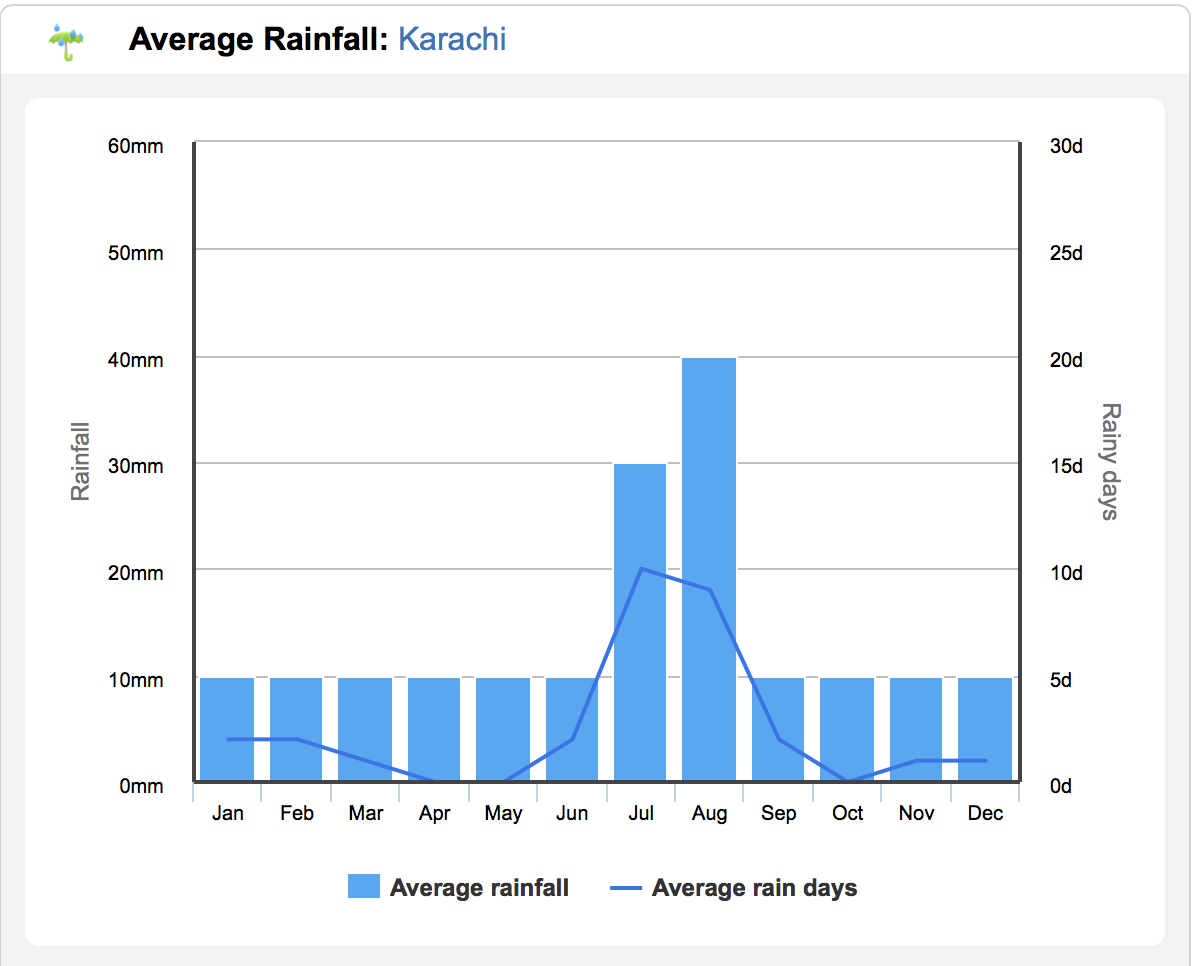 Average Rainfall: Karachi
60mm
50mm
40mm
30mm
20mm
10mm
0mm
Rainfall
30d
25d
20d
15d
10d
5d
0d
Rainy days
Jan Feb Mar Apr May Jun Jul Aug Sep Oct Nov Dec
Average rainfall Average rain days